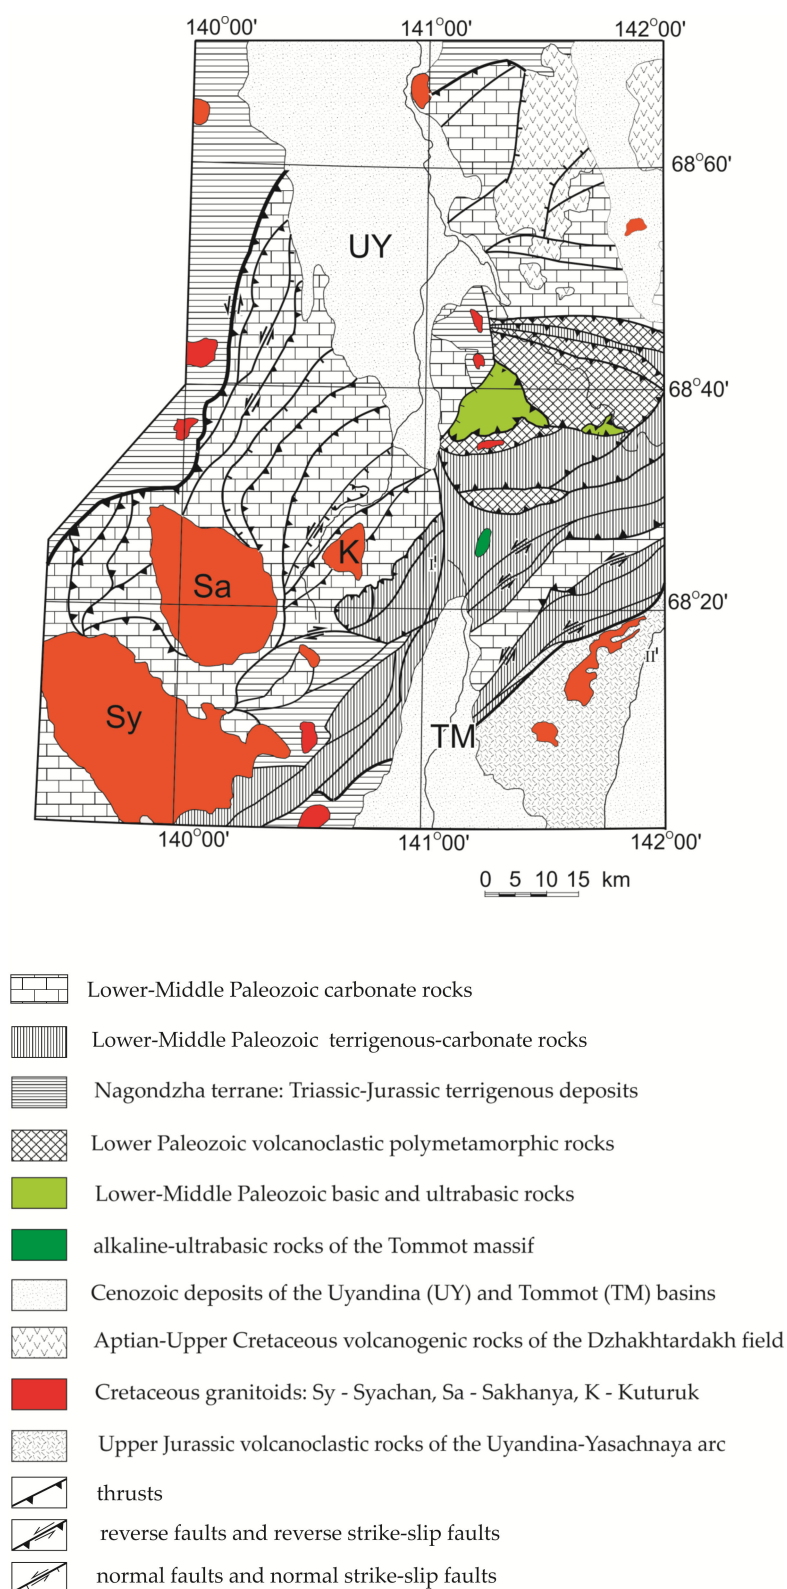 140°00' 141°00' 142°00'
68°60'
UY
68°40'
K
I'
Sa
68°20'
II'
Sy
TM
140°00' 141°00' 142°00'
0 5 10 15 km
Lower-Middle Paleozoic carbonate rocks
Lower-Middle Paleozoic terrigenous-carbonate rocks
Nagondzha terrane: Triassic-Jurassic terrigenous deposits
Lower Paleozoic volcanoclastic polymetamorphic rocks
Lower-Middle Paleozoic basic and ultrabasic rocks
alkaline-ultrabasic rocks of the Tommot massif
Cenozoic deposits of the Uyandina (UY) and Tommot (TM) basins
Aptian-Upper Cretaceous volcanogenic rocks of the Dzhakhtardakh field
Cretaceous granitoids: Sy - Syachan, Sa - Sakhanya, K - Kuturuk
Upper Jurassic volcanoclastic rocks of the Uyandina-Yasachnaya arc
thrusts
reverse faults and reverse strike-slip faults
normal faults and normal strike-slip faults